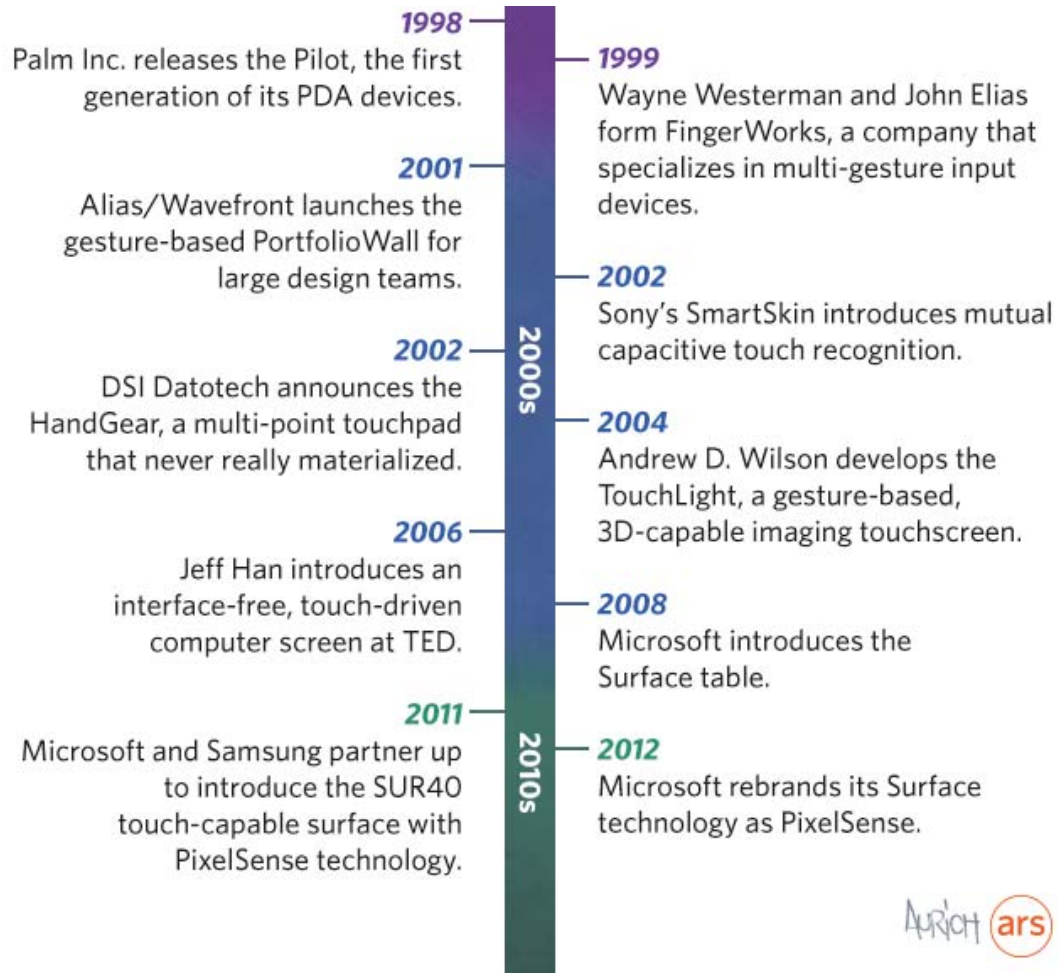 1998
Palm Inc. releases the Pilot, the first
generation of its PDA devices.
1999
Wayne Westerman and John Elias
form FingerWorks, a company that
specializes in multi-gesture input
devices.
2001
Alias/Wavefront launches the
gesture-based PortfolioWall for
large design teams.
2002
Sony's SmartSkin introduces mutual
capacitive touch recognition.
2000s
2002
DSI Datotech announces the
HandGear, a multi-point touchpad
that never really materialized.
2004
Andrew D. Wilson develops the
TouchLight, a gesture-based,
3D-capable imaging touchscreen.
2006
Jeff Han introduces an
interface-free, touch-driven
computer screen at TED.
2008
Microsoft introduces the
Surface table.
2011
Microsoft and Samsung partner up
to introduce the SUR40
touch-capable surface with
PixelSense technology.
2010s
2012
Microsoft rebrands its Surface
technology as PixelSense.
AURICH
ars